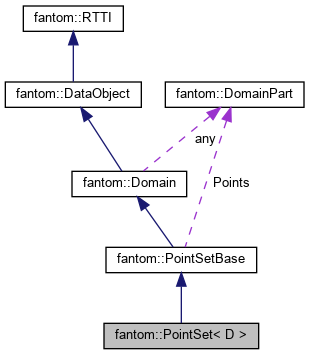 fantom::RTTI
fantom::DataObject
fantom::DomainPart
any
fantom::Domain
Points
fantom::PointSetBase
fantom::PointSet< D >